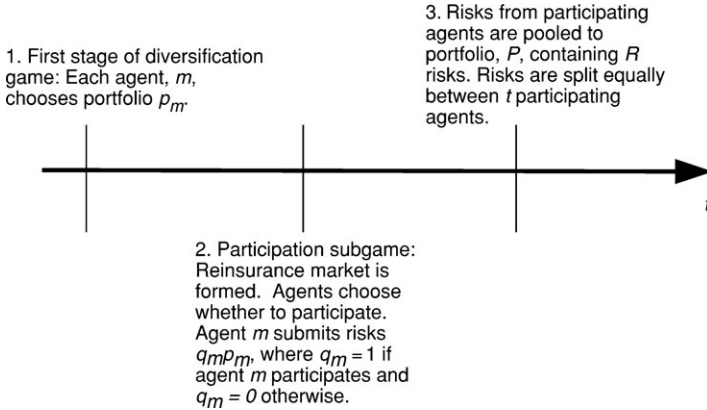 1. First stage of diversification
game: Each agent, m,
chooses portfolio pm.
3. Risks from participating
agents are pooled to
portfolio, P, containing R
risks. Risks are split equally
between t participating
agents.
t
2. Participation subgame:
Reinsurance market is
formed.  Agents choose
whether to participate.
Agent m submits risks
qmpm, where qm = 1 if
agent m participates and
qm = 0 otherwise.